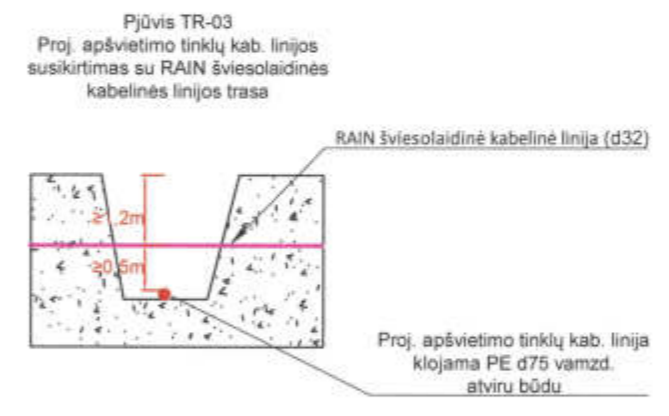 Pjūvis TR-03
Proj. apšvietimo tinklų kab. linijos
susikirtimas su RAIN šviesolaidinės
kabelinės linijos trasa
RAIN šviesolaidinė kabelinė linija (d32)
≥0,5m
Proj. apšvietimo tinklų kab. linija
klojama PE d75 vamzd.
atviru būdu